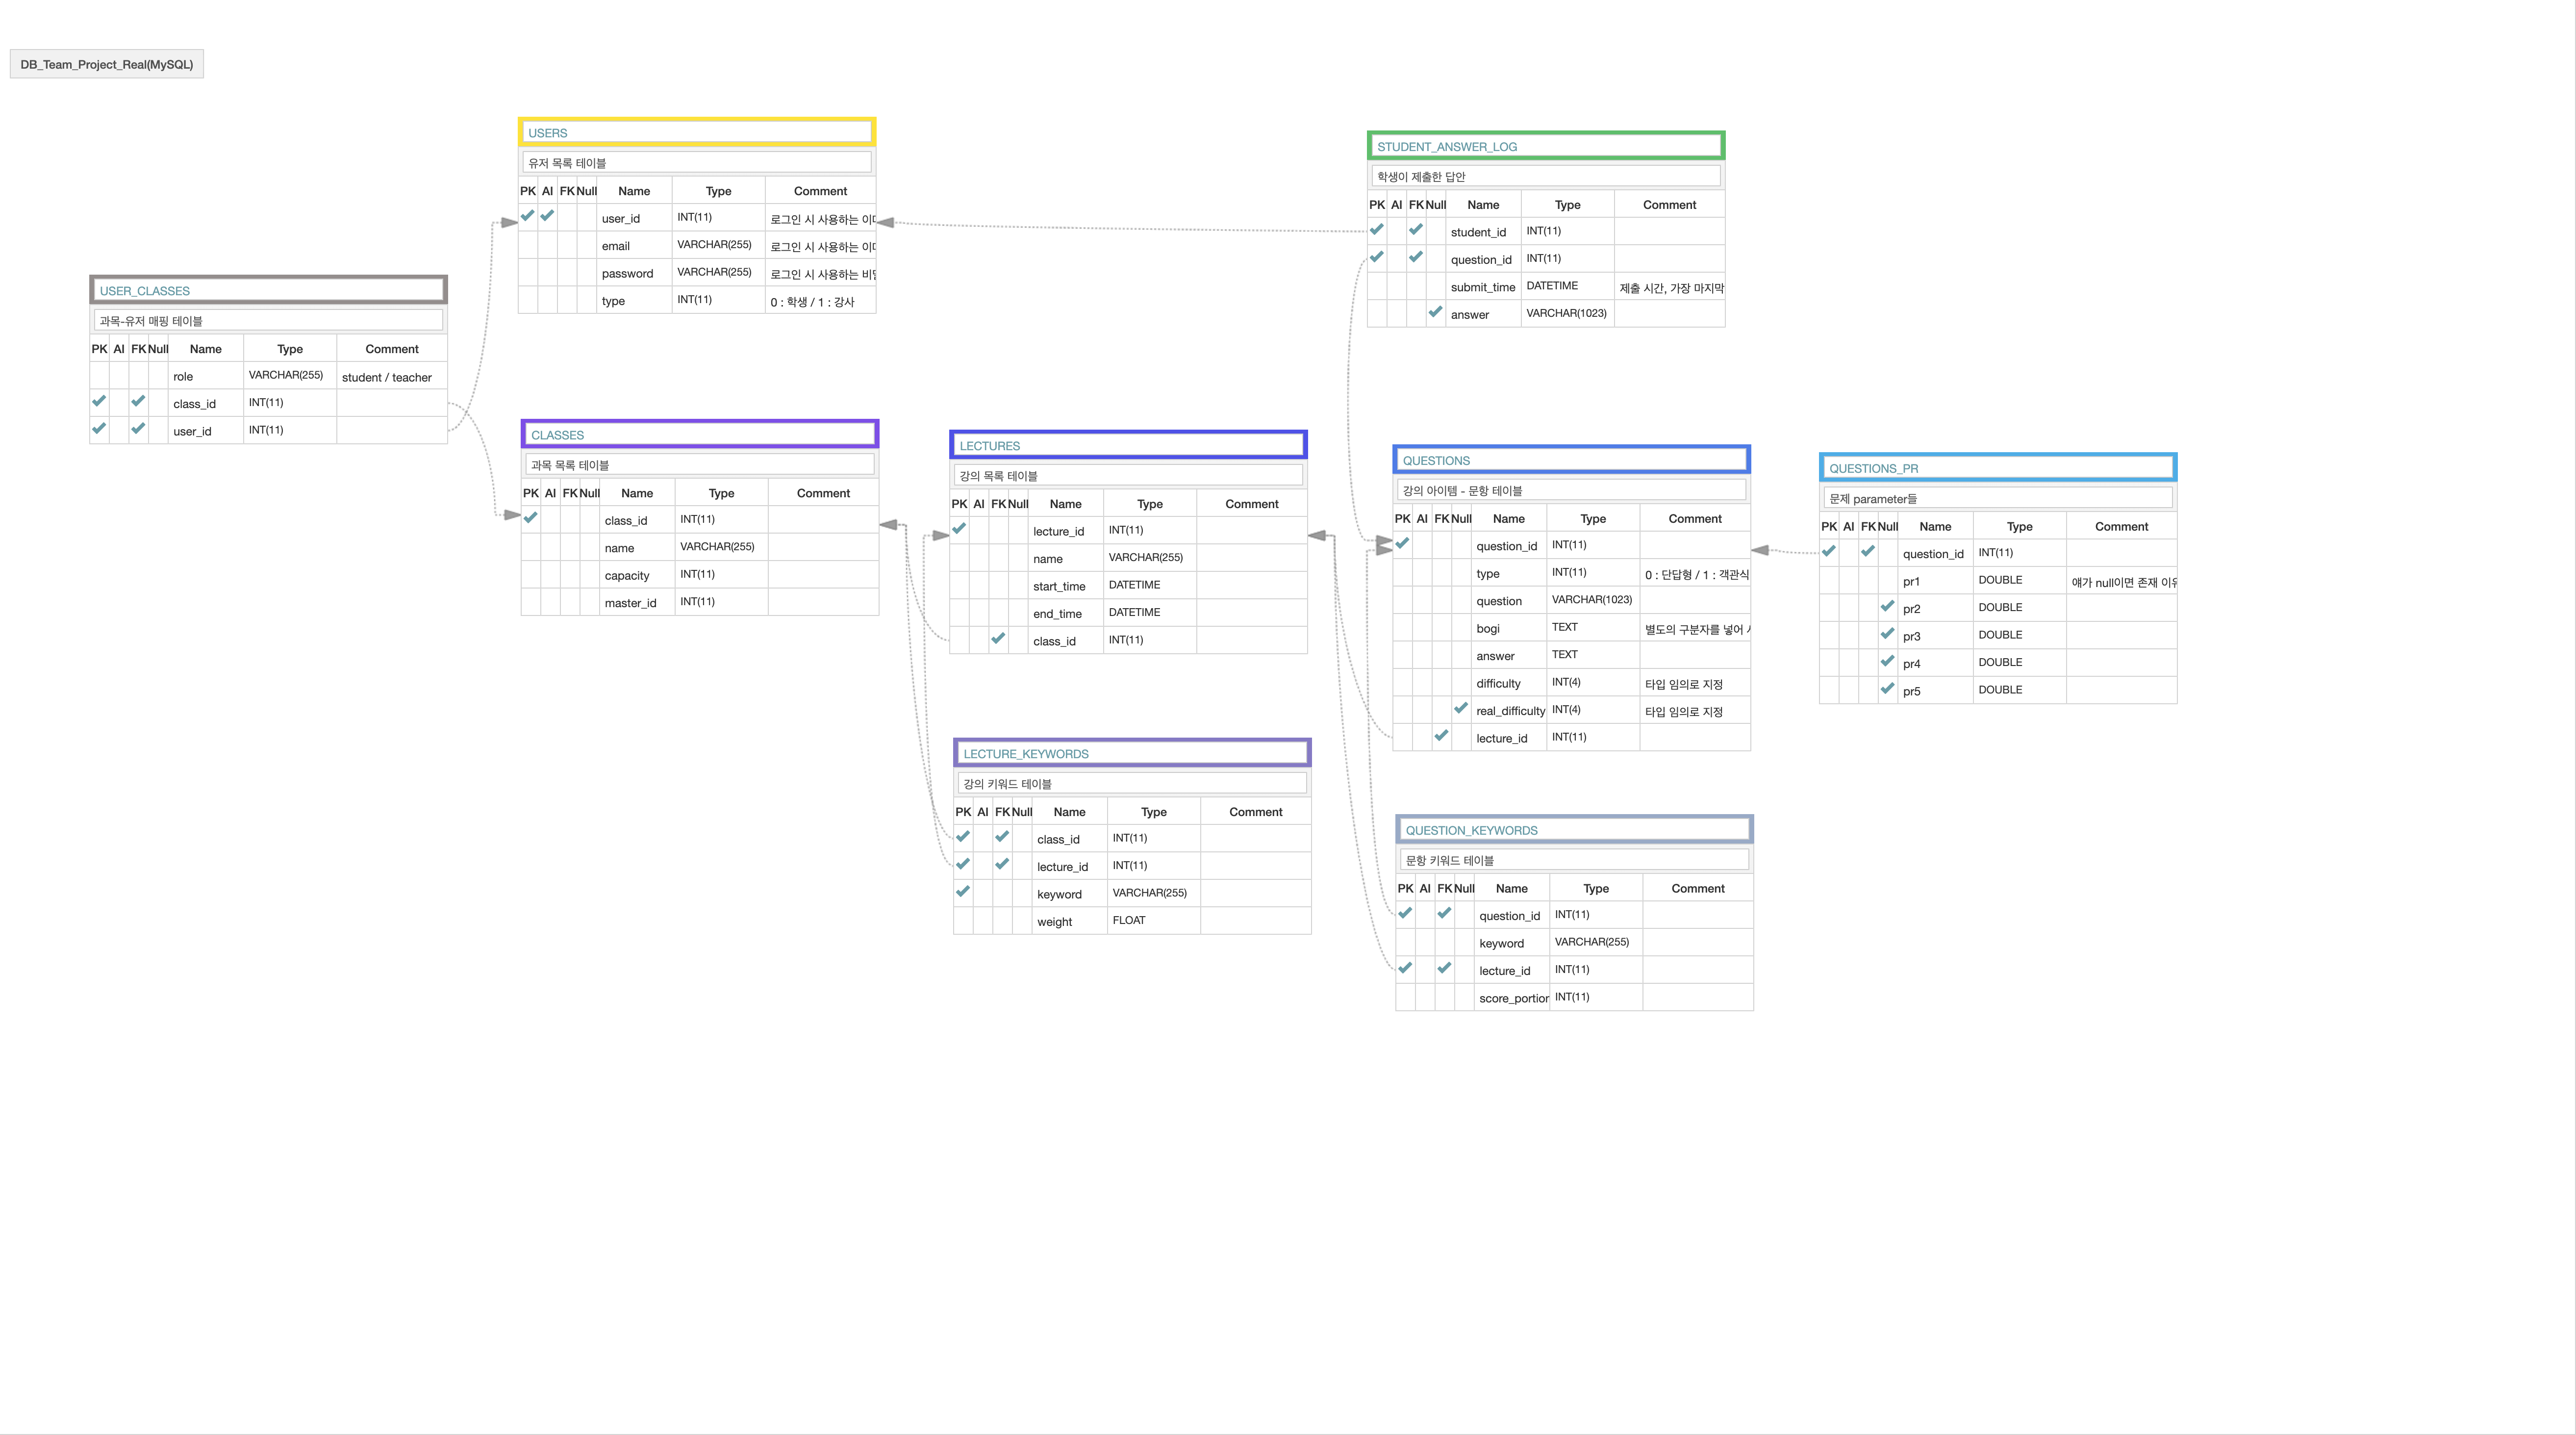 DB_Team_Project_Real(MySQL)
USERS
유저 목록 테이블
PK AI FK Null Name Type Comment
user_id INT(11) 로그인 시 사용하는
email VARCHAR(255) 로그인 시 사용하는
password VARCHAR(255) 로그인 시 사용하는
type INT(11) 0 : 학생 / 1 : 강사
STUDENT_ANSWER_LOG
학생이 제출한 답안
PK AI FK Null Name Type Comment
student_id INT(11)
question_id INT(11)
submit_time DATETIME 제출 시간, 가장 마지막
answer VARCHAR(1023)
USER_CLASSES
과목-유저 매핑 테이블
PK AI FK Null Name Type Comment
role VARCHAR(255) student / teacher
class_id INT(11)
user_id INT(11)
CLASSES
과목 목록 테이블
PK AI FK Null Name Type Comment
class_id INT(11)
name VARCHAR(255)
capacity INT(11)
master_id INT(11)
LECTURES
강의 목록 테이블
PK AI FK Null Name Type Comment
lecture_id INT(11)
name VARCHAR(255)
start_time DATETIME
end_time DATETIME
class_id INT(11)
QUESTIONS
강의 아이템 - 문항 테이블
PK AI FK Null Name Type Comment
question_id INT(11)
type INT(11) 0 : 단답형 / 1 : 객관식
question VARCHAR(1023)
bogi TEXT 별도의 구분자를 넣어
answer TEXT
difficulty INT(4) 타입 임의로 지정
real_difficulty INT(4) 타입 임의로 지정
lecture_id INT(11)
QUESTIONS_PR
문제 parameter들
PK AI FK Null Name Type Comment
question_id INT(11)
pr1 DOUBLE 얘가 null이면 존재
pr2 DOUBLE
pr3 DOUBLE
pr4 DOUBLE
pr5 DOUBLE
LECTURE_KEYWORDS
강의 키워드 테이블
PK AI FK Null Name Type Comment
class_id INT(11)
lecture_id INT(11)
keyword VARCHAR(255)
weight FLOAT
QUESTION_KEYWORDS
문항 키워드 테이블
PK AI FK Null Name Type Comment
question_id INT(11)
keyword VARCHAR(255)
lecture_id INT(11)
score_portion INT(11)